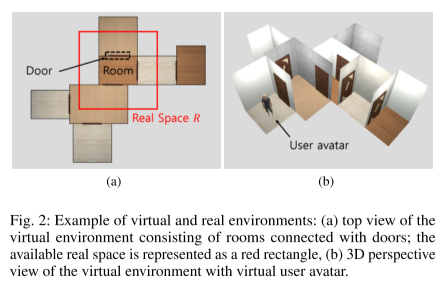 Door
Room
Real Space R
User avatar
(a)
(b)
Fig. 2: Example of virtual and real environments: (a) top view of the
virtual environment consisting of rooms connected with doors; the
available real space is represented as a red rectangle, (b) 3D perspective
view of the virtual environment with virtual user avatar.